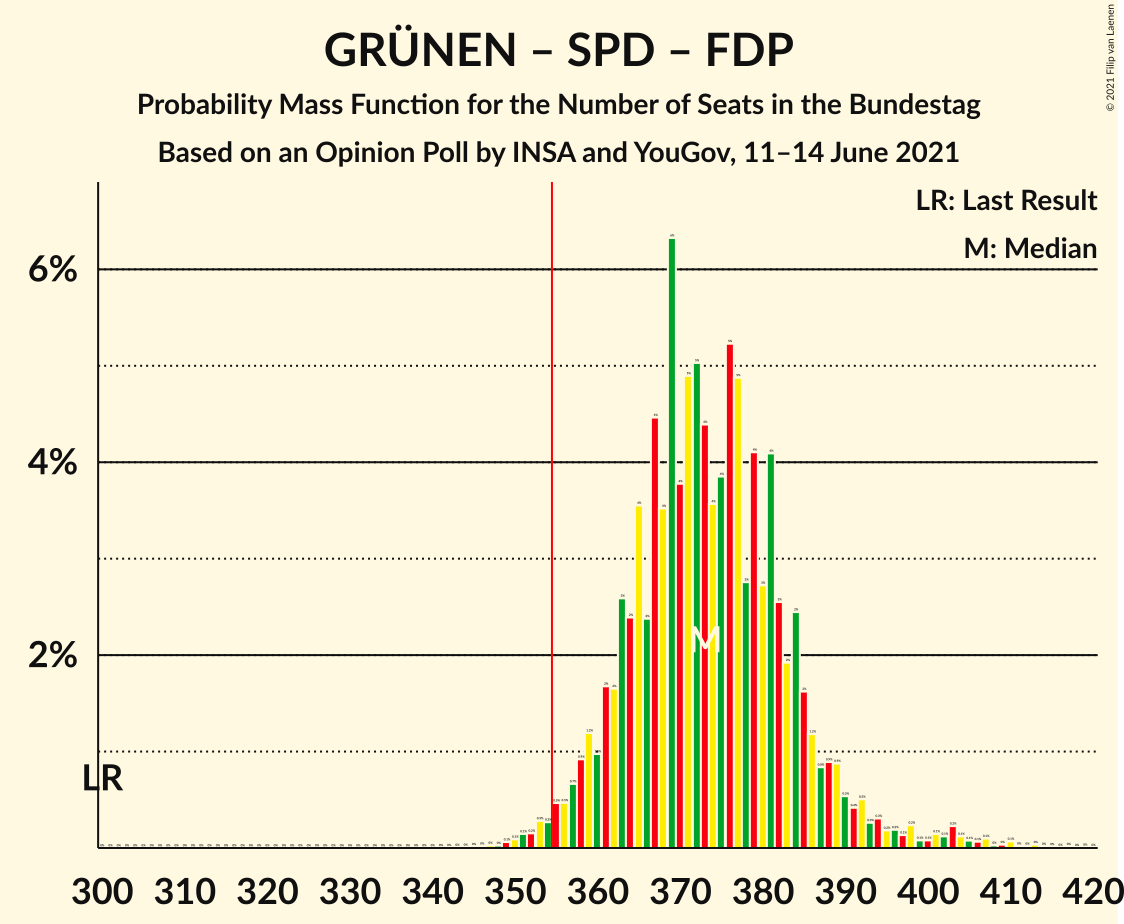 GRÜNEN – SPD – FDP
Probability Mass Function for the Number of Seats in the Bundestag
Based on an Opinion Poll by INSA and YouGov, 11–14 June 2021
© 2021 Filip van Laenen
LR: Last Result
M: Median
6%
4%
2%
LR
M
300 310 320 330 340 350 360 370 380 390 400 410 420